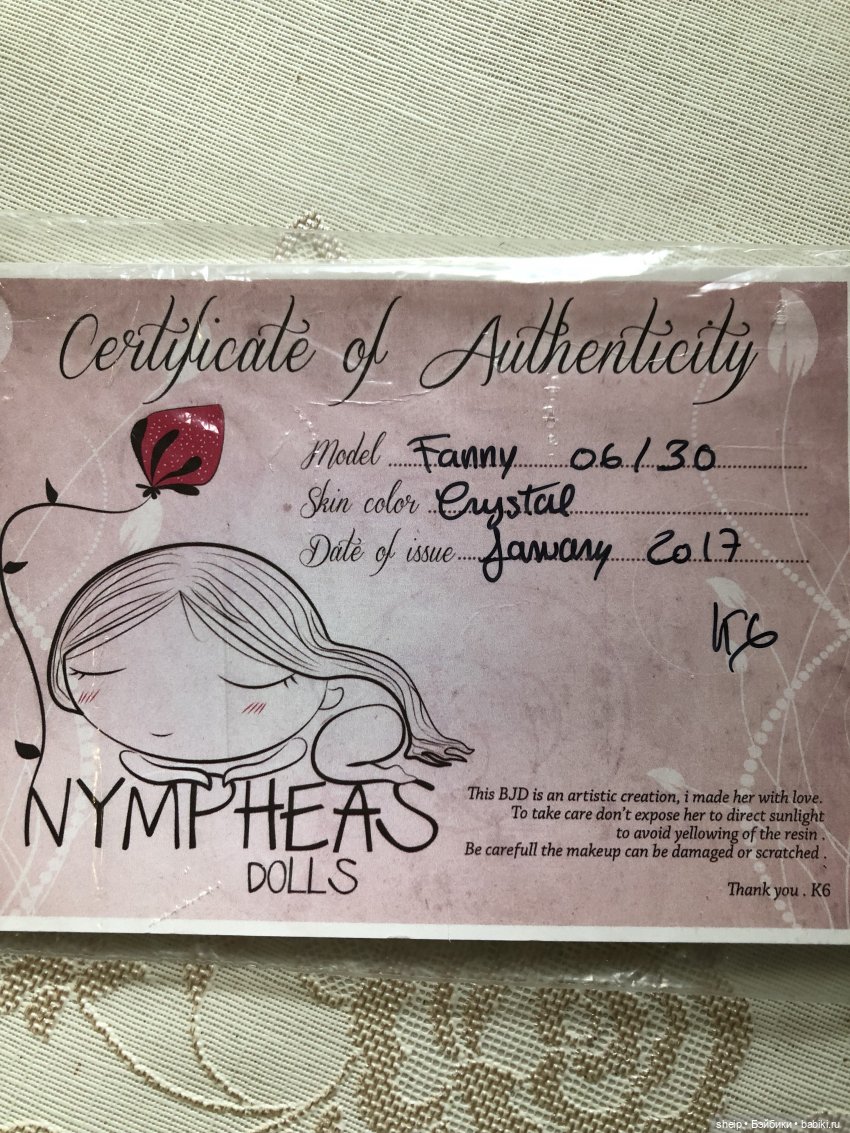 Certificate of Authenticity
Model Fanny 06/30
Skin color Crystal
Date of issue January 2017
K6
NYMPHEAS
DOLLS
This BJD is an artistic creation, i made her with love.
To take care don't expose her to direct sunlight
to avoid yellowing of the resin .
Be carefull the makeup can be damaged or scratched .
Thank you . K6
sheip • Бэйбики • babiki.ru